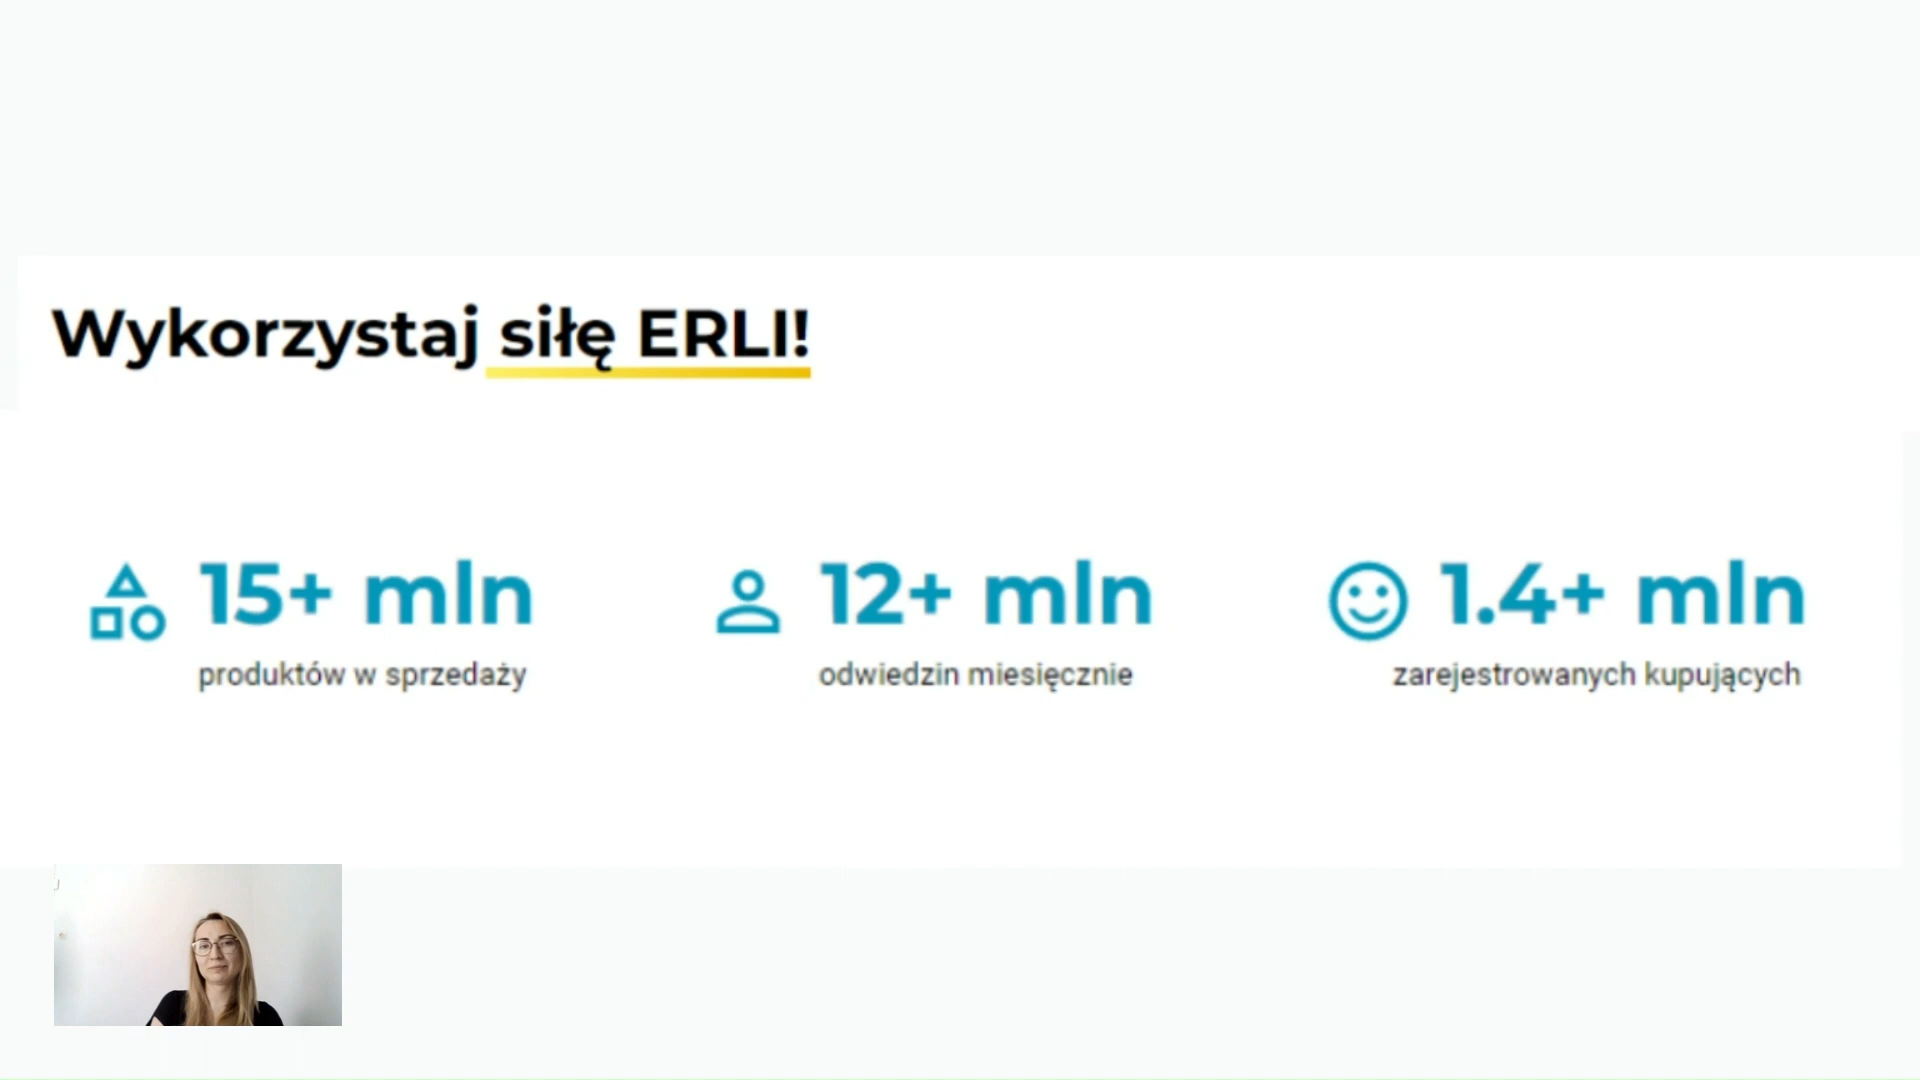 Wykorzystaj siłę ERLI!
15+ mln
produktów w sprzedaży
12+ mln
odwiedzin miesięcznie
1.4+ mln
zarejestrowanych kupujących